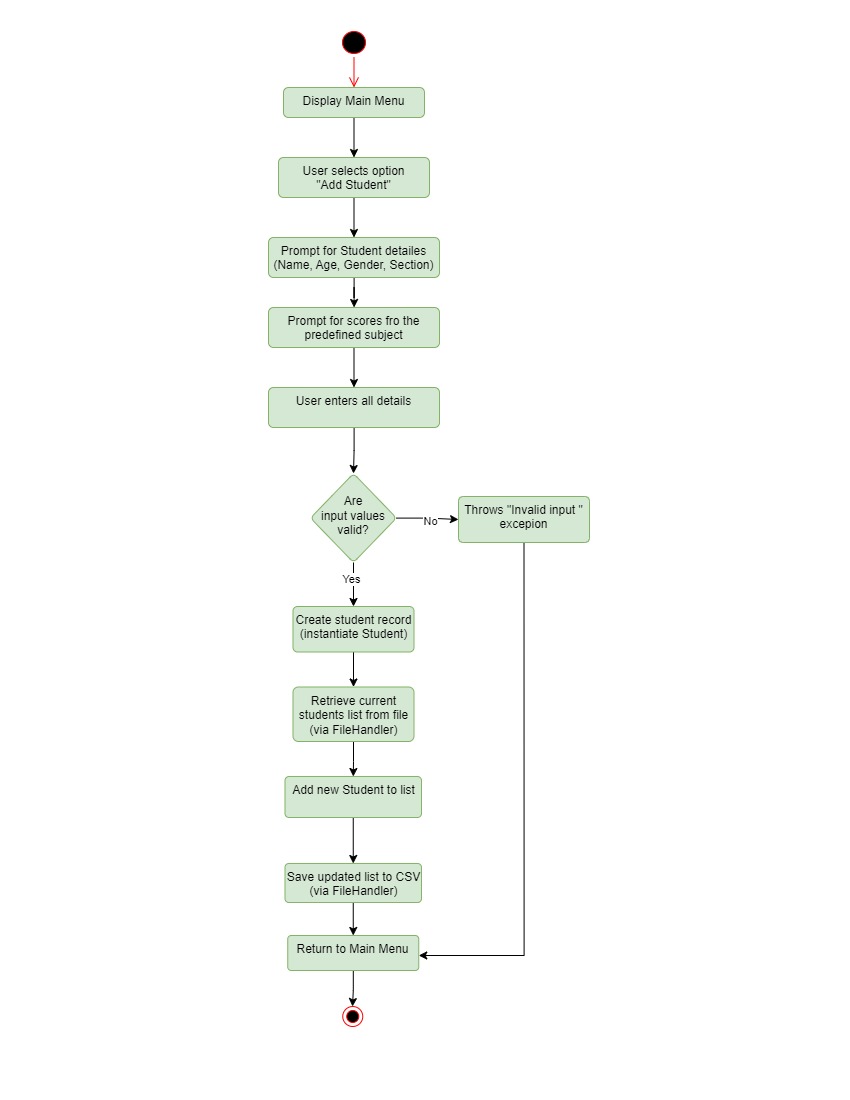 Display Main Menu
User selects option
"Add Student"
Prompt for Student detailes
(Name, Age, Gender, Section)
Prompt for scores fro the
predefined subject
User enters all details
Are
input values
valid?
No
Throws "Invalid input "
excepion
Yes
Create student record
(instantiate Student)
Retrieve current
students list from file
(via FileHandler)
Add new Student to list
Save updated list to CSV
(via FileHandler)
Return to Main Menu